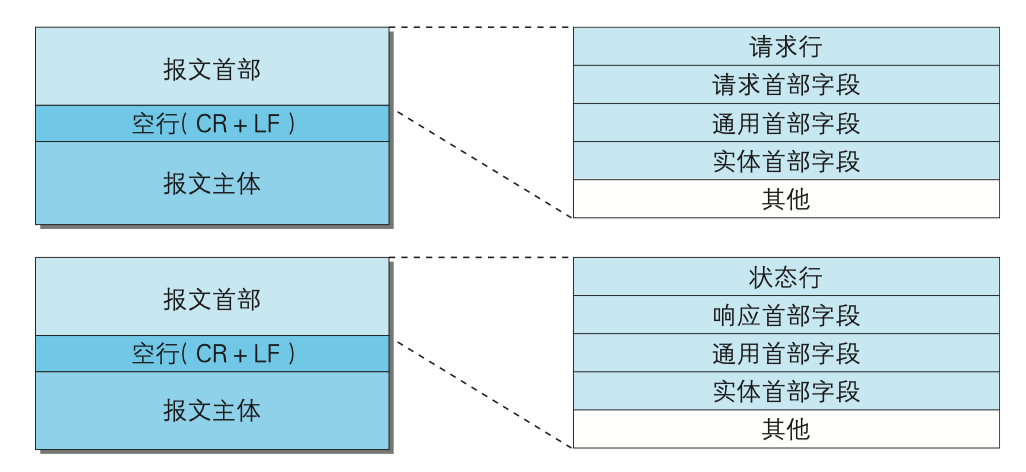 报文首部
空行( CR + LF )
报文主体
请求行
请求首部字段
通用首部字段
实体首部字段
其他
报文首部
空行( CR + LF )
报文主体
状态行
响应首部字段
通用首部字段
实体首部字段
其他